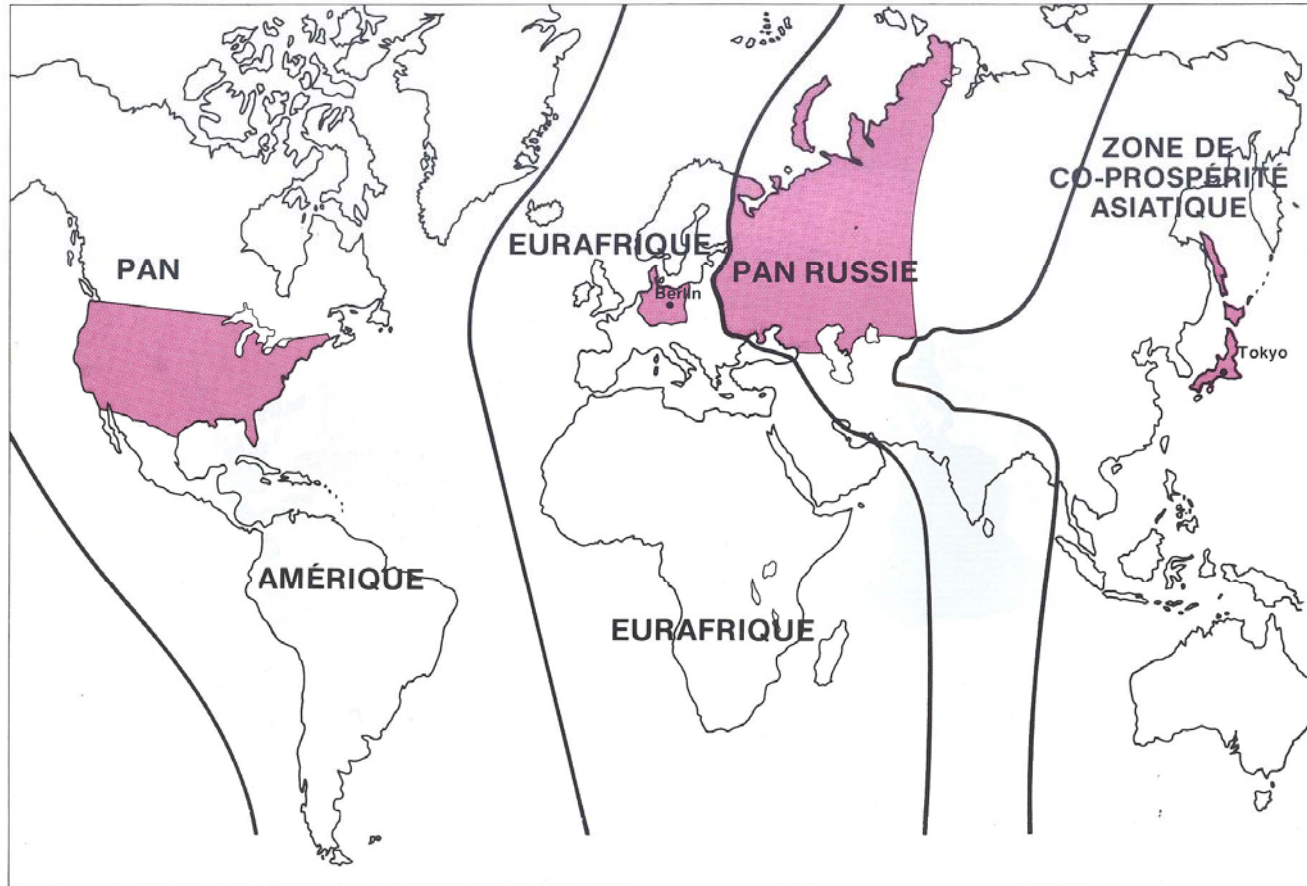 ZONE DE
CO-PROSPÉRITÉ
ASIATIQUE
EURAFRIQUE
PAN
PAN RUSSIE
Berlin
Tokyo
AMÉRIQUE
EURAFRIQUE